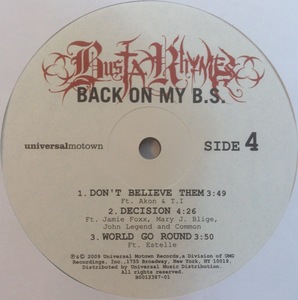 BUSTA RHYMES
BACK ON MY B.S.
universalmotown
SIDE 4
1. DON'T BELIEVE THEM 3:49
Ft. Akon & T.I
2. DECISION 4:26
Ft. Jamie Foxx, Mary J. Blige,
John Legend and Common
3. WORLD GO ROUND 3:50
Ft. Estelle
℗© 2009 Universal Motown Records, a Division of UMG
Recordings, Inc. 1755 Broadway, New York, NY 10019.
Distributed by Universal Music Distribution.
All rights reserved.
B0013387-01